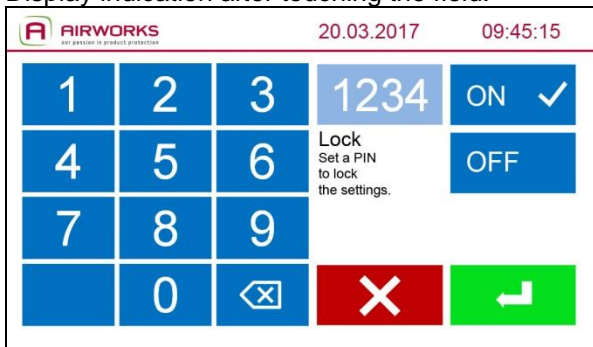 Display indication after touching the field.
AIRWORKS
our passion is product protection
20.03.2017
09:45:15
1 2 3
1234
ON
4 5 6
Lock
Set a PIN
to lock
the settings.
OFF
7 8 9
0